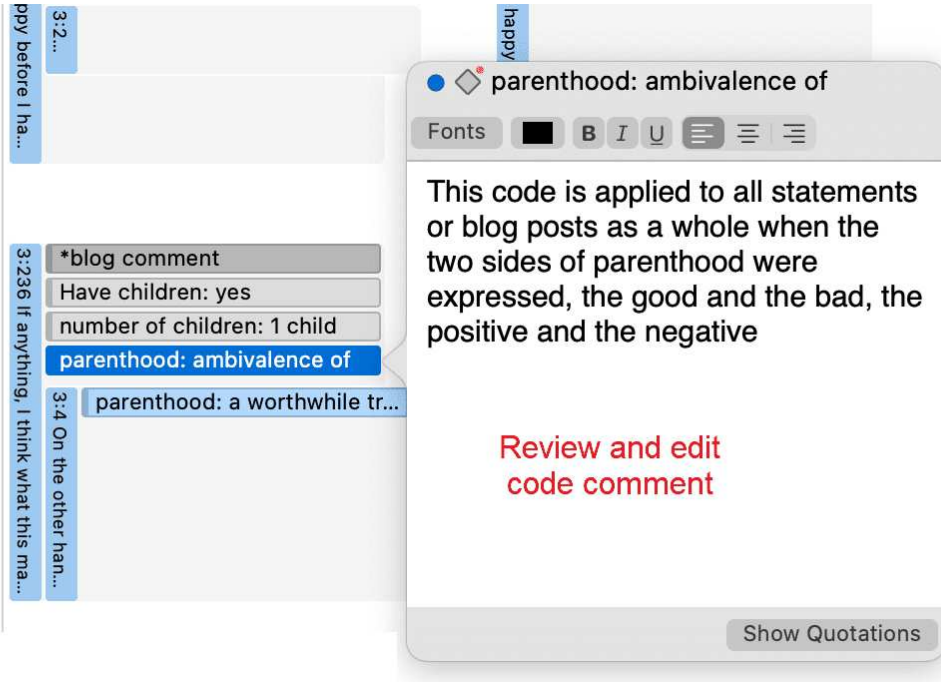 ppy before I ha...
3:2...
happy
parenthood: ambivalence of
Fonts
B I U
This code is applied to all statements
or blog posts as a whole when the
two sides of parenthood were
expressed, the good and the bad, the
positive and the negative
3:236 If anything, I think what this ma...
*blog comment
Have children: yes
number of children: 1 child
parenthood: ambivalence of
3:4 On the other han...
parenthood: a worthwhile tr...
Review and edit
code comment
Show Quotations